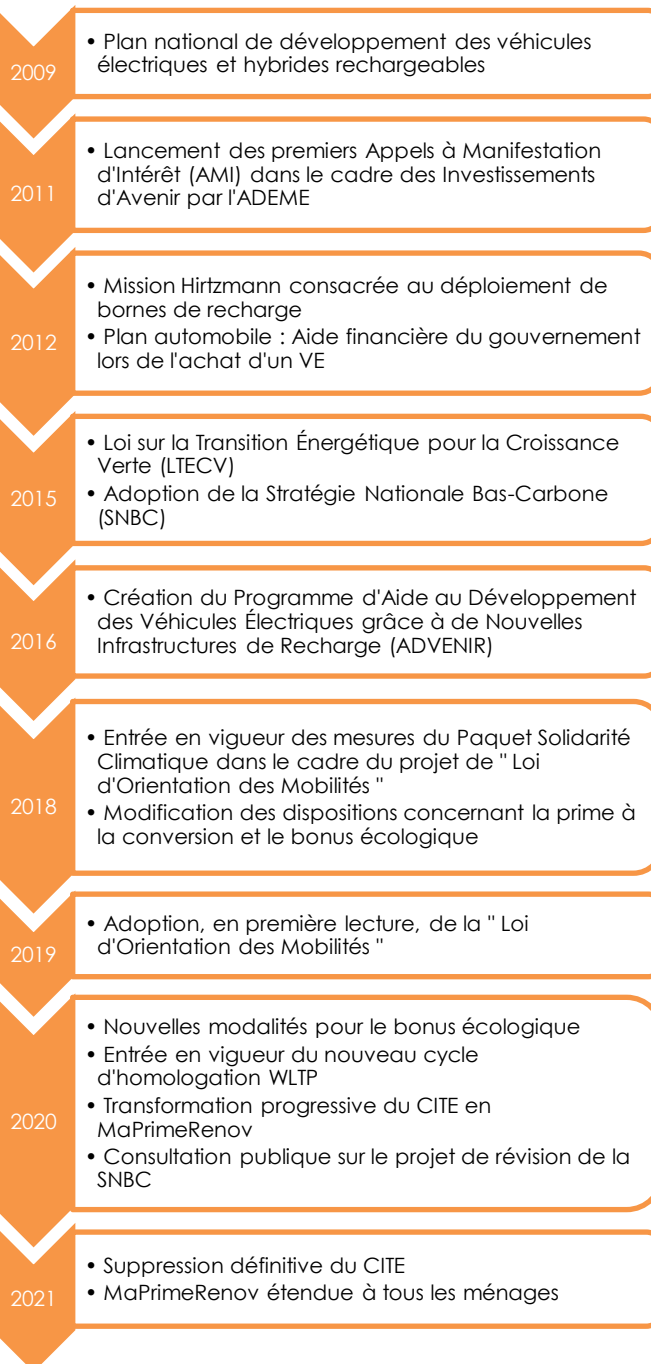 2009
• Plan national de développement des véhicules
électriques et hybrides rechargeables
2011
• Lancement des premiers Appels à Manifestation
d'Intérêt (AMI) dans le cadre des Investissements
d'Avenir par l'ADEME
2012
• Mission Hirtzmann consacrée au déploiement de
bornes de recharge
• Plan automobile : Aide financière du gouvernement
lors de l'achat d'un VE
2015
• Loi sur la Transition Énergétique pour la Croissance
Verte (LTECV)
• Adoption de la Stratégie Nationale Bas-Carbone
(SNBC)
2016
• Création du Programme d'Aide au Développement
des Véhicules Électriques grâce à de Nouvelles
Infrastructures de Recharge (ADVENIR)
2018
• Entrée en vigueur des mesures du Paquet Solidarité
Climatique dans le cadre du projet de " Loi
d'Orientation des Mobilités "
• Modification des dispositions concernant la prime à
la conversion et le bonus écologique
2019
• Adoption, en première lecture, de la " Loi
d'Orientation des Mobilités "
2020
• Nouvelles modalités pour le bonus écologique
• Entrée en vigueur du nouveau cycle
d'homologation WLTP
• Transformation progressive du CITE en
MaPrimeRenov
• Consultation publique sur le projet de révision de la
SNBC
2021
• Suppression définitive du CITE
• MaPrimeRenov étendue à tous les ménages